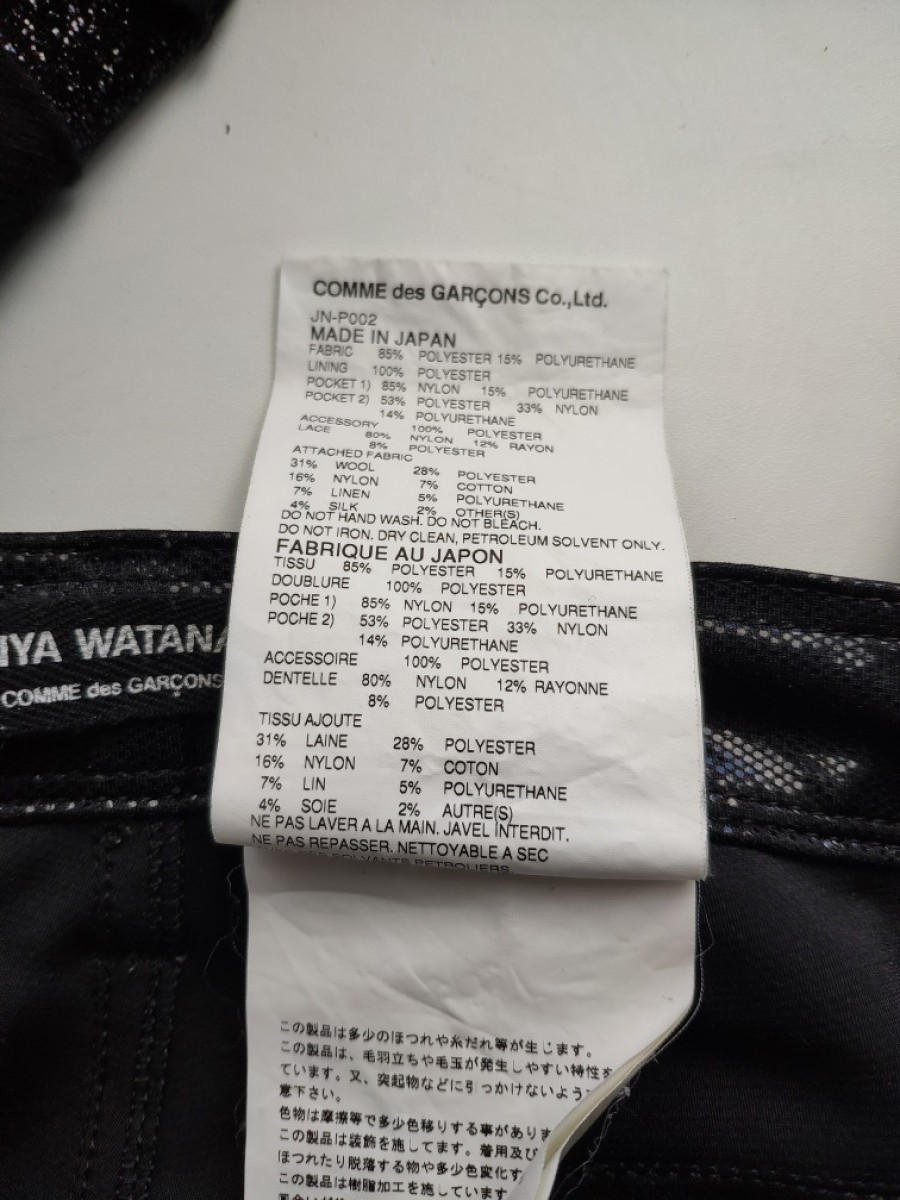 COMME des GARÇONS Co.,Ltd.
JN-P002
MADE IN JAPAN
FABRIC 85% POLYESTER 15% POLYURETHANE
LINING 100% POLYESTER
POCKET 1) 85% NYLON 15% POLYURETHANE
POCKET 2) 53% POLYESTER 33% NYLON
14% POLYURETHANE
ACCESSORY 100% POLYESTER
LACE 80% NYLON 12% RAYON
8% POLYESTER
ATTACHED FABRIC
31% WOOL 28% POLYESTER
16% NYLON 7% COTTON
7% LINEN 5% POLYURETHANE
4% SILK 2% OTHER(S)
DO NOT HAND WASH. DO NOT BLEACH.
DO NOT IRON. DRY CLEAN, PETROLEUM SOLVENT ONLY.
FABRIQUE AU JAPON
TISSU 85% POLYESTER 15% POLYURETHANE
DOUBLURE 100% POLYESTER
POCHE 1) 85% NYLON 15% POLYURETHANE
POCHE 2) 53% POLYESTER 33% NYLON
14% POLYURETHANE
ACCESSOIRE 100% POLYESTER
DENTELLE 80% NYLON 12% RAYONNE
8% POLYESTER
TISSU AJOUTE
31% LAINE 28% POLYESTER
16% NYLON 7% COTON
7% LIN 5% POLYURETHANE
4% SOIE 2% AUTRE(S)
NE PAS LAVER A LA MAIN. JAVEL INTERDIT.
NE PAS REPASSER. NETTOYABLE A SEC
SOLVANTS PETROLIERS
IYA WATANA
COMME des GARÇONS
この製品は多少のほつれや糸だれ等が生じます。
この製品は、毛羽立ちや毛玉が発生しやすい特性を
ています。又、突起物などに引っかけないよう
意下さい。
色物は摩擦等で多少色移りする事がありま
この製品は装飾を施してます。着用及び
ほつれたり脱落する物や多少色変化す
この製品は樹脂加工を施しています